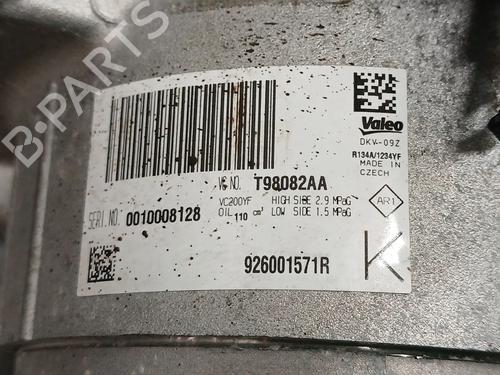 B-PARTS
Valeo
DKV-09Z
R134A/1234YF
MADE IN
CZECH
VC NO. T98082AA
VC200YF HIGH SIDE 2.9 MPaG
SERI.NO. 0010008128 OIL 110 cm³ LOW SIDE 1.5 MPaG
AR1
926001571R
K